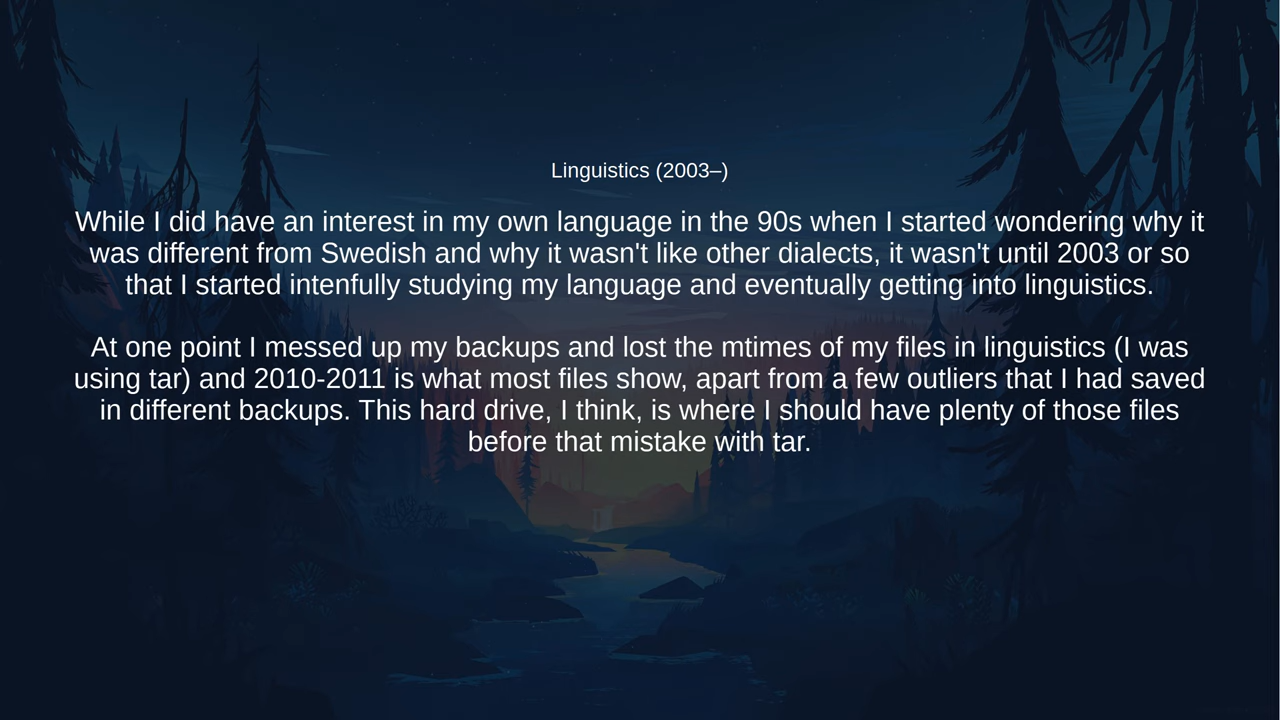 Linguistics (2003–)
While I did have an interest in my own language in the 90s when I started wondering why it
was different from Swedish and why it wasn't like other dialects, it wasn't until 2003 or so
that I started intenfully studying my language and eventually getting into linguistics.
At one point I messed up my backups and lost the mtimes of my files in linguistics (I was
using tar) and 2010-2011 is what most files show, apart from a few outliers that I had saved
in different backups. This hard drive, I think, is where I should have plenty of those files
before that mistake with tar.